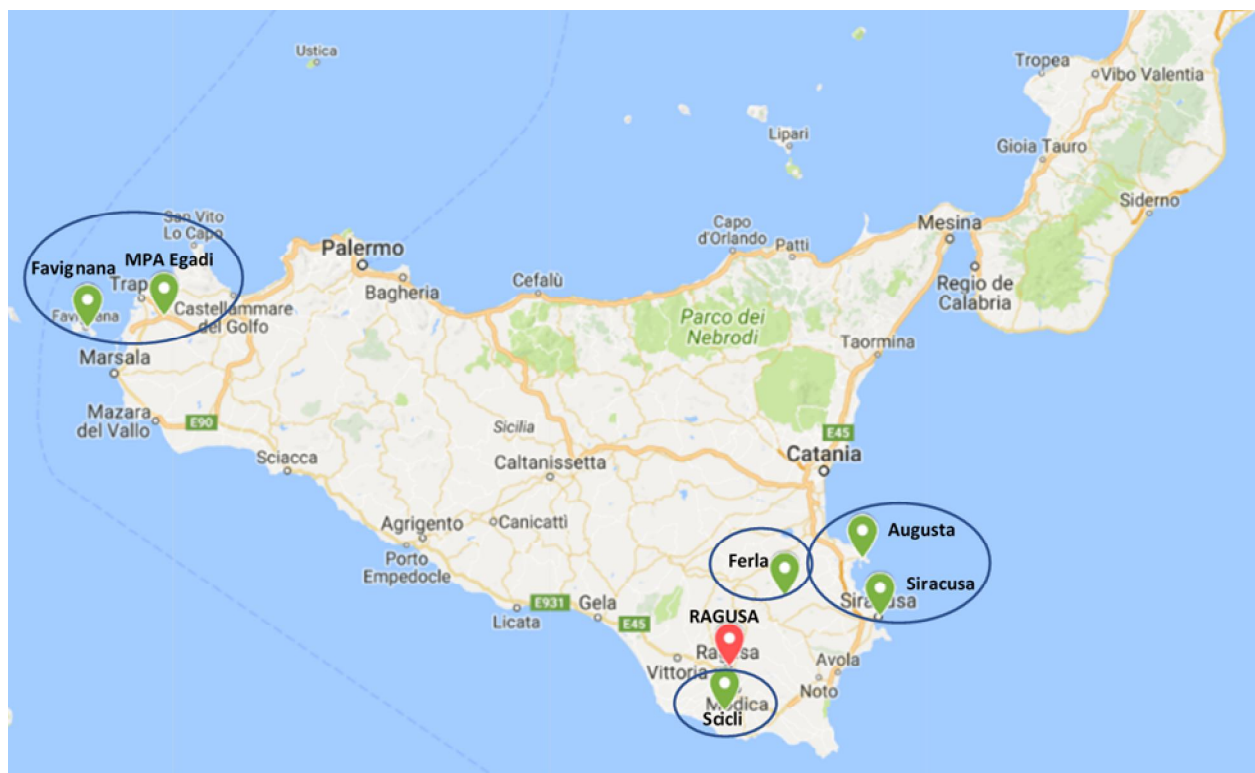 Ustica
Tropea
Vibo Valentia
Lipari
Gioia Tauro
Siderno
San Vito
Lo Capo
Capo
d'Orlando
Patti
Mesina
Palermo
Favignana
MPA Egadi
Trap
Bagheria
Cefalù
Regio de
Calabria
Castellammare
del Golfo
Favignana
Parco dei
Nebrodi
Taormina
Marsala
Mazara
del Vallo
E90
Sicilia
E45
Sciacca
Caltanissetta
Catania
Agrigento
Canicattì
Augusta
Porto
Empedocle
Ferla
Siracusa
Siracusa
Licata
E931
Gela
E45
RAGUSA
Ragusa
Vittoria
Avola
Noto
Modica
Scicli